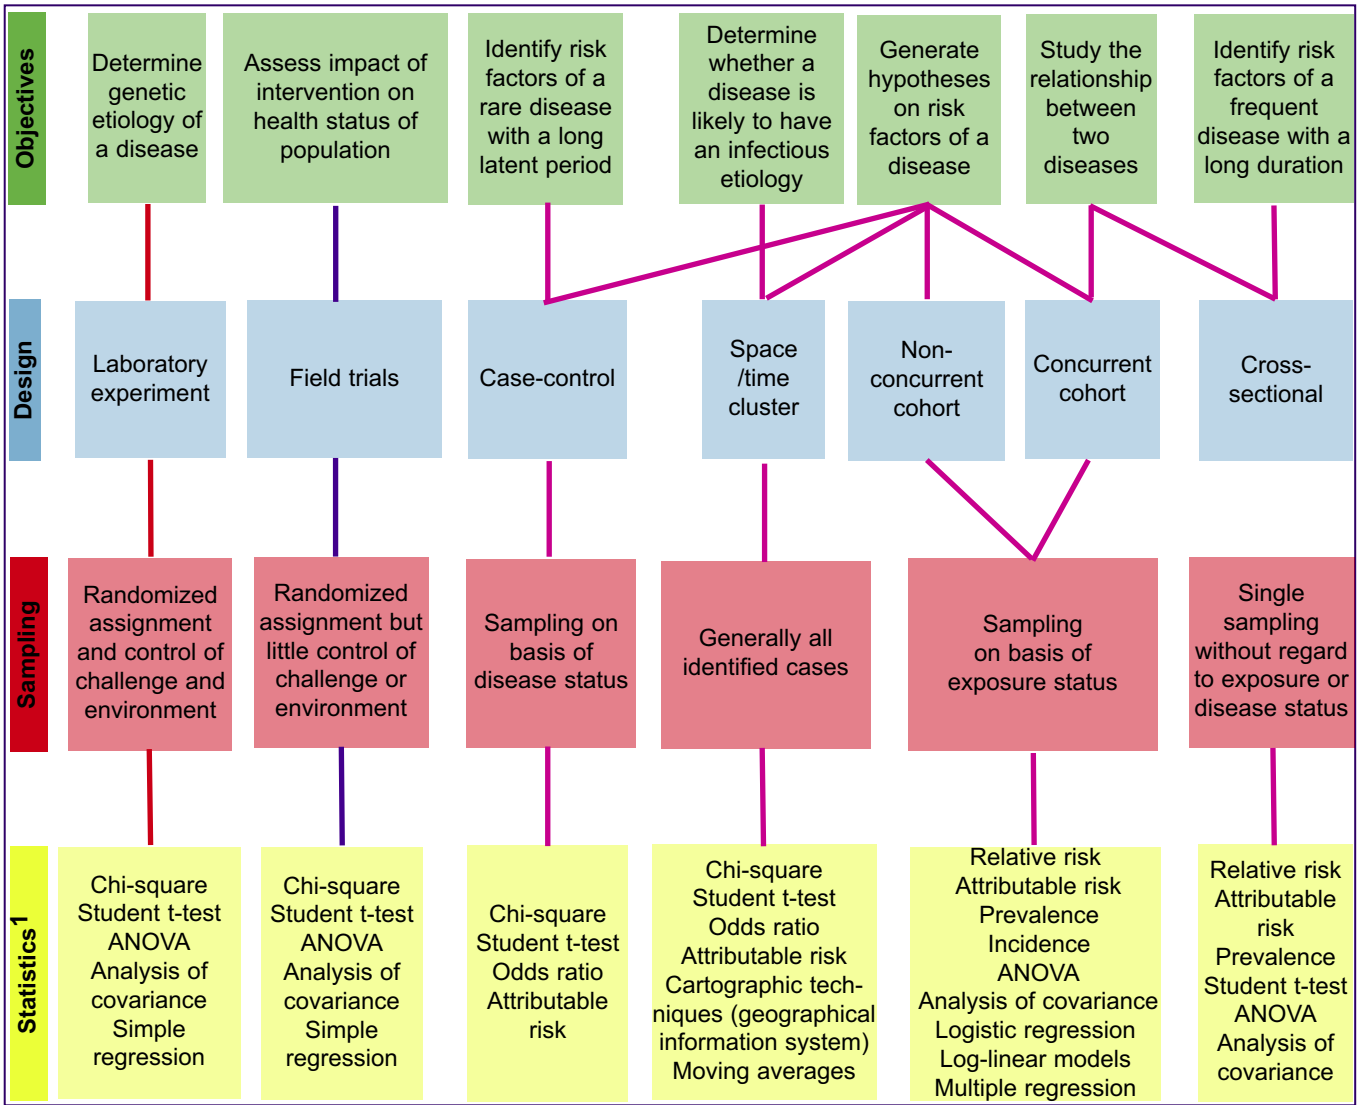 Objectives
Determine
genetic
etiology of
a disease
Assess impact of
intervention on
health status of
population
Identify risk
factors of a
rare disease
with a long
latent period
Determine
whether a
disease is
likely to have
an infectious
etiology
Generate
hypotheses
on risk
factors of a
disease
Study the
relationship
between
two
diseases
Identify risk
factors of a
frequent
disease with a
long duration
Design
Laboratory
experiment
Field trials
Case-control
Space
/time
cluster
Non-
concurrent
cohort
Concurrent
cohort
Cross-
sectional
Sampling
Randomized
assignment
and control of
challenge and
environment
Randomized
assignment but
little control of
challenge or
environment
Sampling on
basis of
disease status
Generally all
identified cases
Sampling
on basis of
exposure status
Single
sampling
without regard
to exposure or
disease status
Statistics1
Chi-square
Student t-test
ANOVA
Analysis of
covariance
Simple
regression
Chi-square
Student t-test
ANOVA
Analysis of
covariance
Simple
regression
Chi-square
Student t-test
Odds ratio
Attributable
risk
Chi-square
Student t-test
Odds ratio
Attributable risk
Cartographic tech-
niques (geographical
information system)
Moving averages
Relative risk
Attributable risk
Prevalence
Incidence
ANOVA
Analysis of covariance
Logistic regression
Log-linear models
Multiple regression
Relative risk
Attributable
risk
Prevalence
Student t-test
ANOVA
Analysis of
covariance